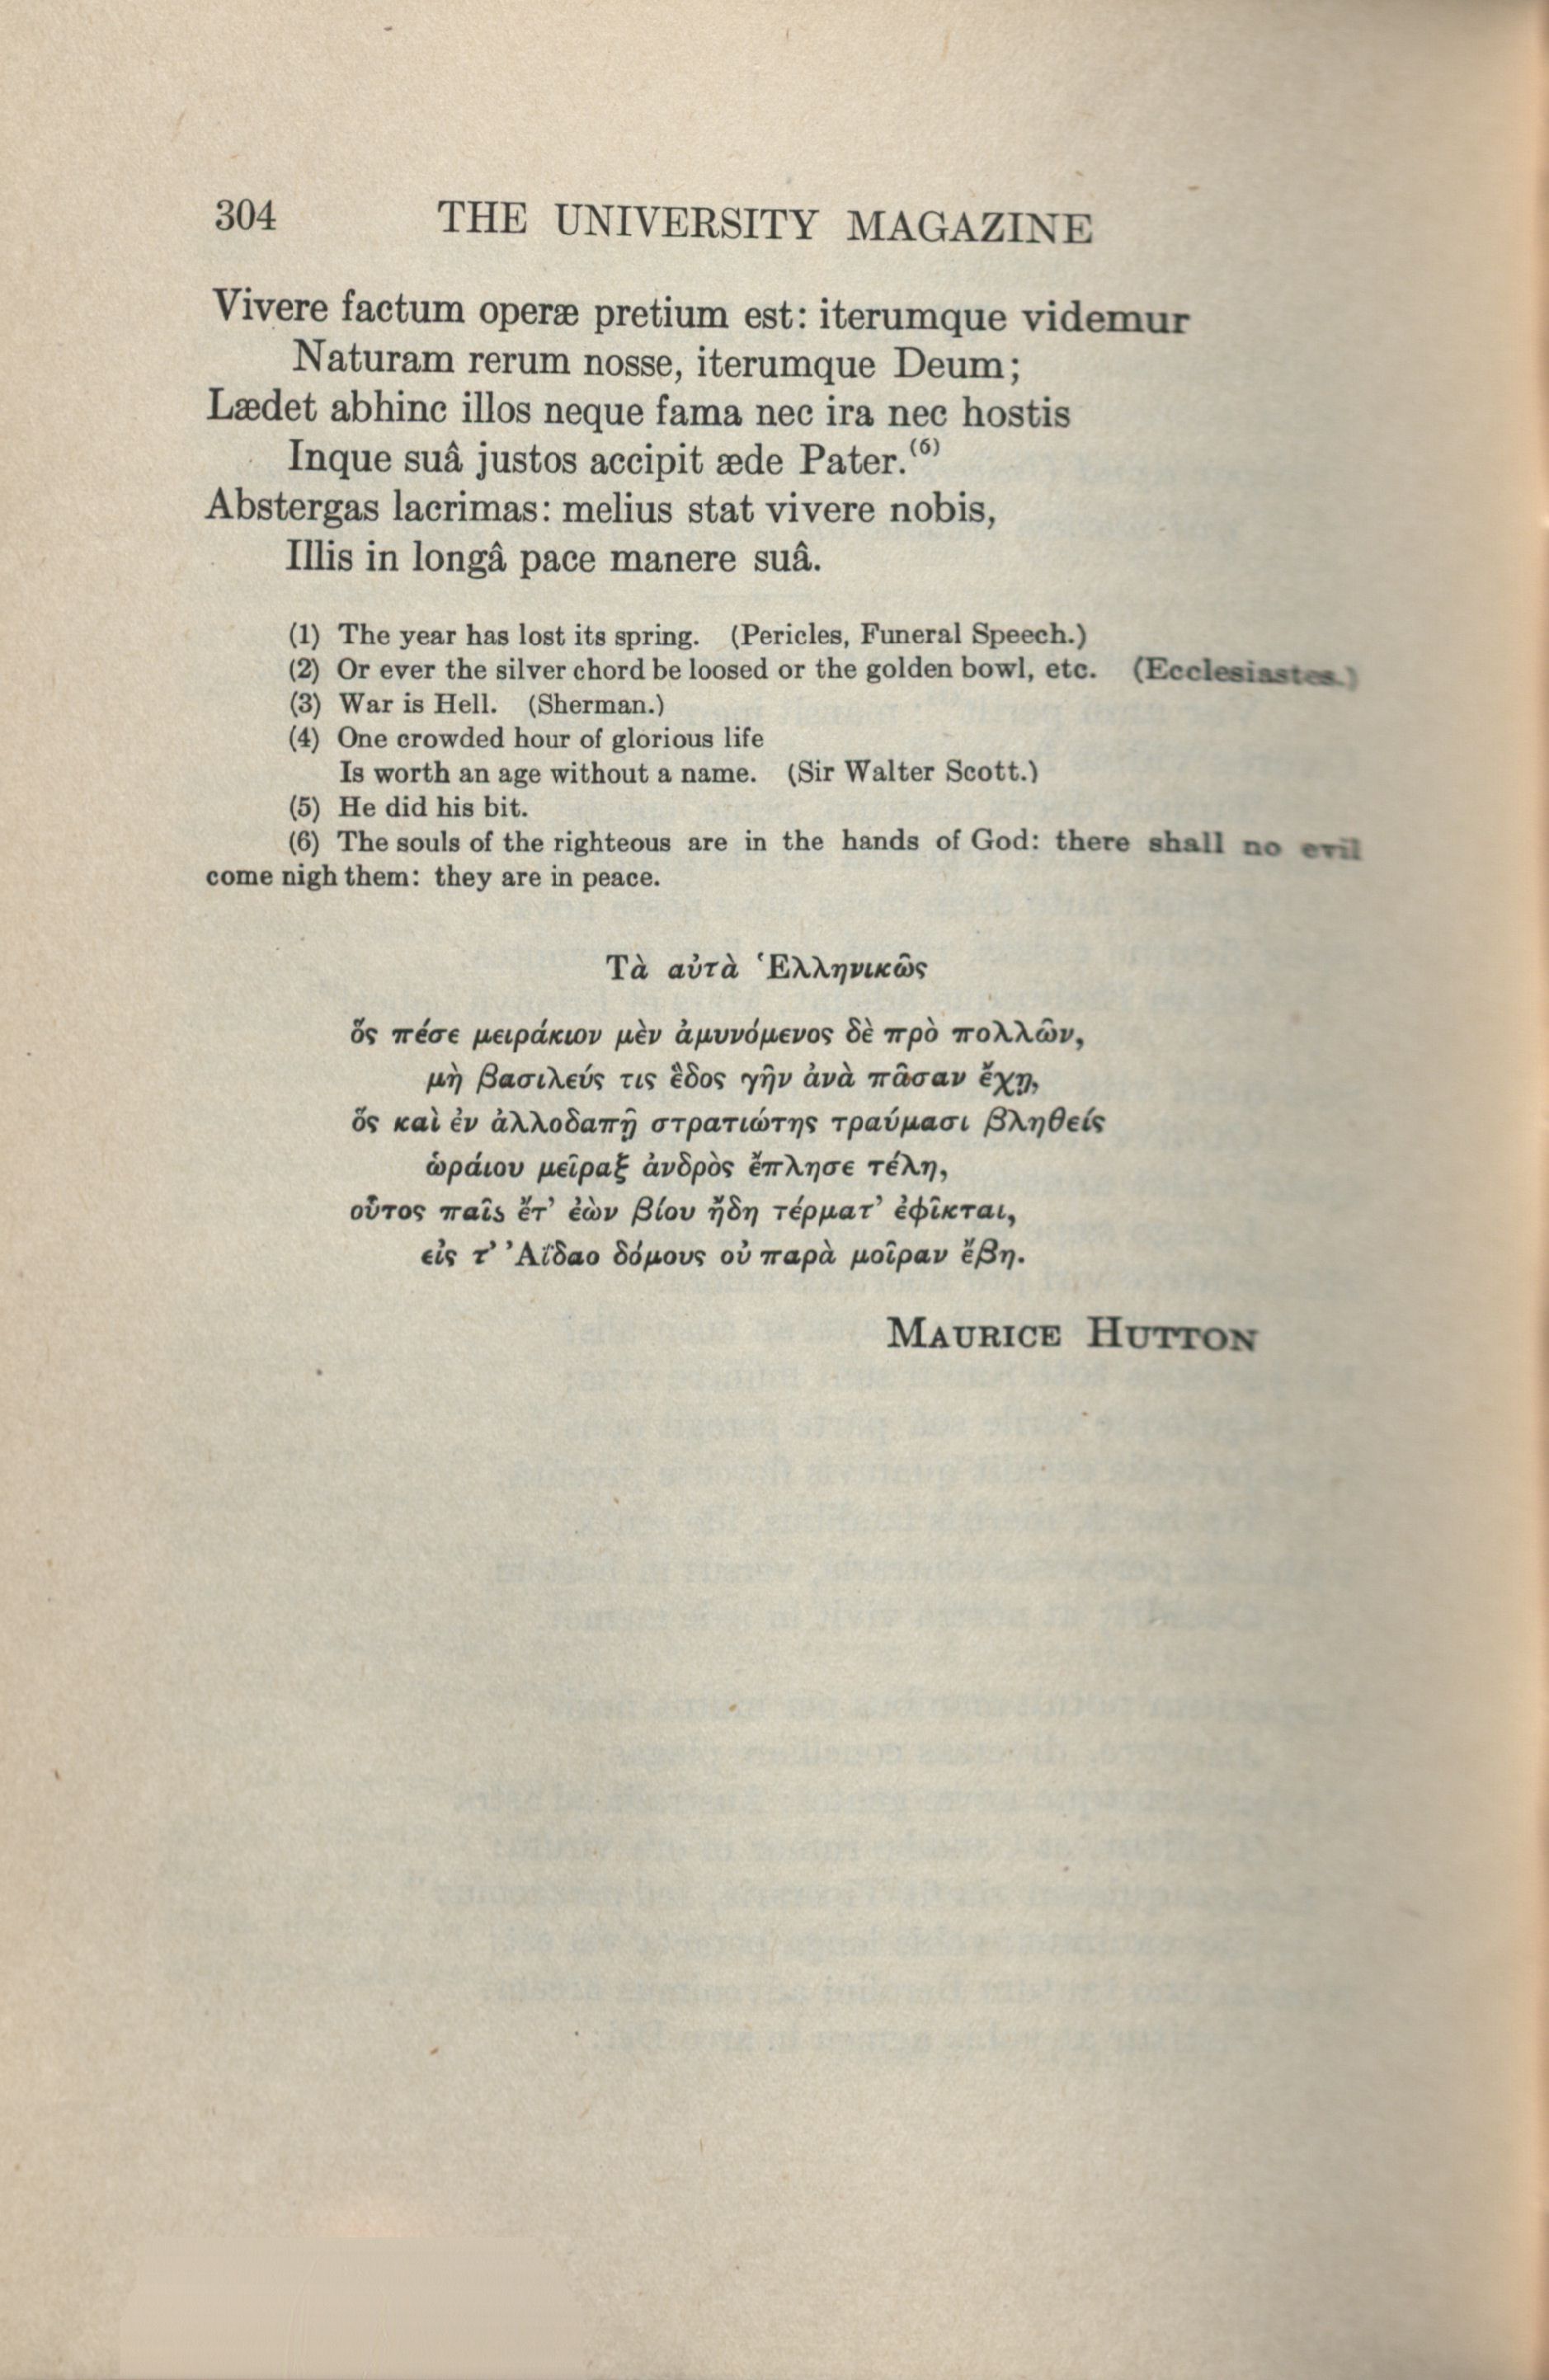 304 THE UNIVERSITY MAGAZINE
Vivere factum operæ pretium est: iterumque videmur
Naturam rerum nosse, iterumque Deum;
Lædet abhinc illos neque fama nec ira nec hostis
Inque suâ justos accipit æde Pater.(6)
Abstergas lacrimas: melius stat vivere nobis,
Illis in longâ pace manere suâ.
(1) The year has lost its spring. (Pericles, Funeral Speech.)
(2) Or ever the silver chord be loosed or the golden bowl, etc. (Ecclesiastes.)
(3) War is Hell. (Sherman.)
(4) One crowded hour of glorious life
Is worth an age without a name. (Sir Walter Scott.)
(5) He did his bit.
(6) The souls of the righteous are in the hands of God: there shall no evil
come nigh them: they are in peace.
Τὰ αὐτὰ Ἑλληνικῶς
ὅς πέσε μειράκιον μὲν ἀμυνόμενος δὲ πρὸ πολλῶν,
μὴ βασιλεύς τις ἓδος γῆν ἀνὰ πᾶσαν ἔχῃ,
ὅς καὶ ἐν ἀλλοδαπῇ στρατιώτης τραύμασι βληθείς
ὡράιου μεῖραξ ἀνδρὸς ἔπλησε τέλη,
οὗτος παῖς ἔτ’ ἐὼν βίου ἤδη τέρματ’ ἐφῖκται,
εἰς τ’ Ἀΐδαο δόμους οὐ παρὰ μοῖραν ἔβη.
MAURICE HUTTON